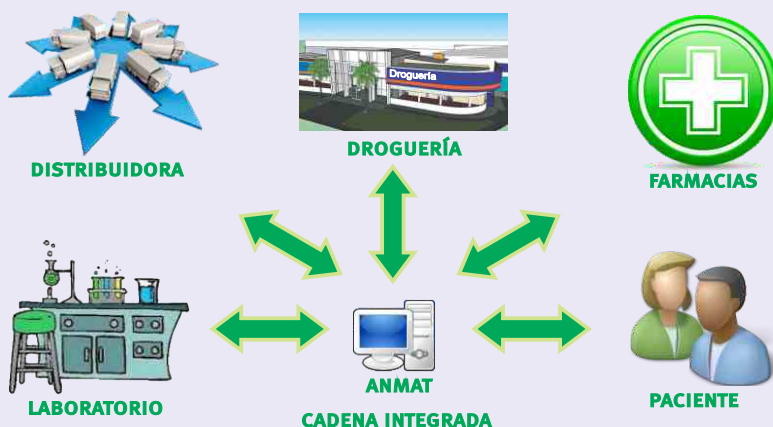 Droguería
DROGUERÍA
DISTRIBUIDORA
FARMACIAS
ANMAT
LABORATORIO
PACIENTE
CADENA INTEGRADA